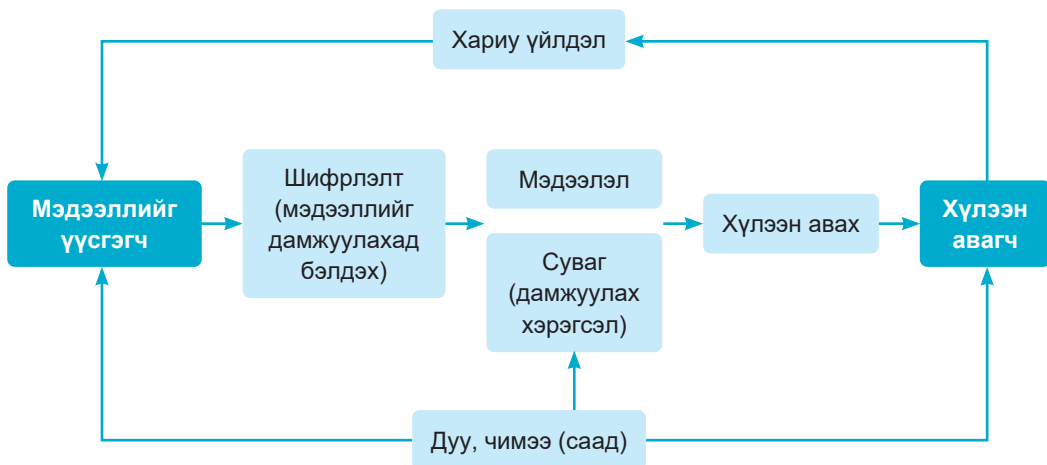 Хариу үйлдэл
Мэдээллийг
үүсгэгч
Шифрлэлт
(мэдээллийг
дамжуулахад
бэлдэх)
Мэдээлэл
Суваг
(дамжуулах
хэрэгсэл)
Хүлээн авах
Хүлээн
авагч
Дуу, чимээ (саад)